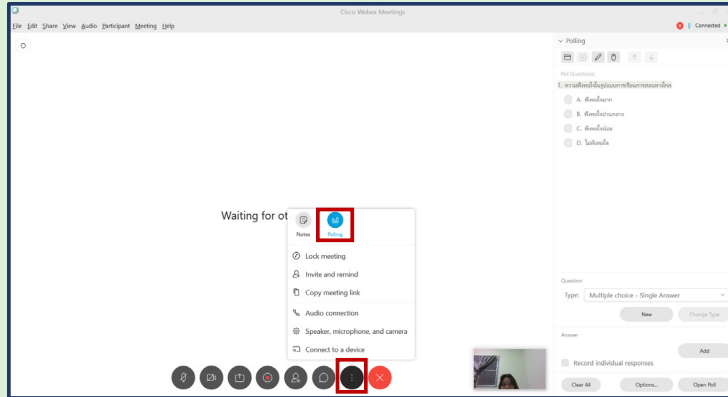 Cisco Webex Meetings
File Edit Share View Audio Participant Meeting Help
Connected
Waiting for ot
Notes
Polling
Lock meeting
Invite and remind
Copy meeting link
Audio connection
Speaker, microphone, and camera
Connect to a device
Polling
Poll Questions
1. ความพึงพอใจในรูปแบบการเรียนการสอนทางไกล
A. พึงพอใจมาก
B. พึงพอใจปานกลาง
C. พึงพอใจน้อย
D. ไม่พึงพอใจ
Question
Type: Multiple choice - Single Answer
New
Change Type
Answer
Add
Record individual responses
Clear All
Options...
Open Poll